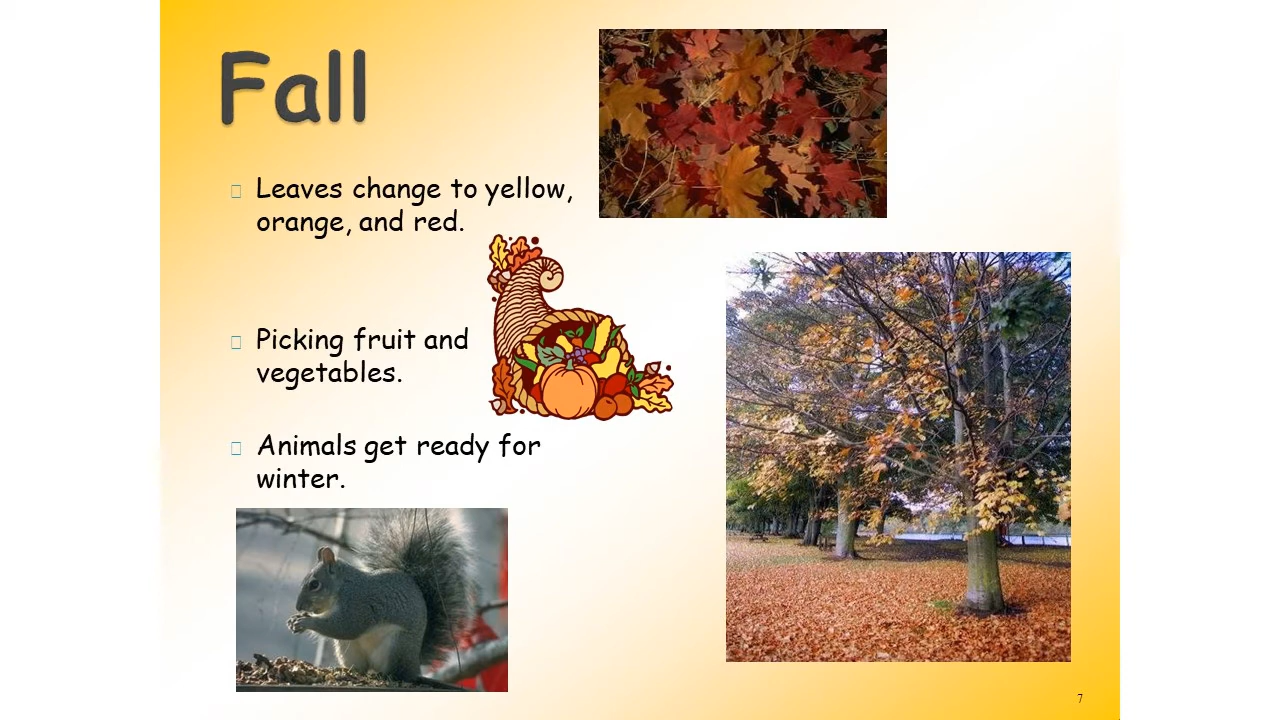 Fall
Leaves change to yellow,
orange, and red.
Picking fruit and
vegetables.
Animals get ready for
winter.
7